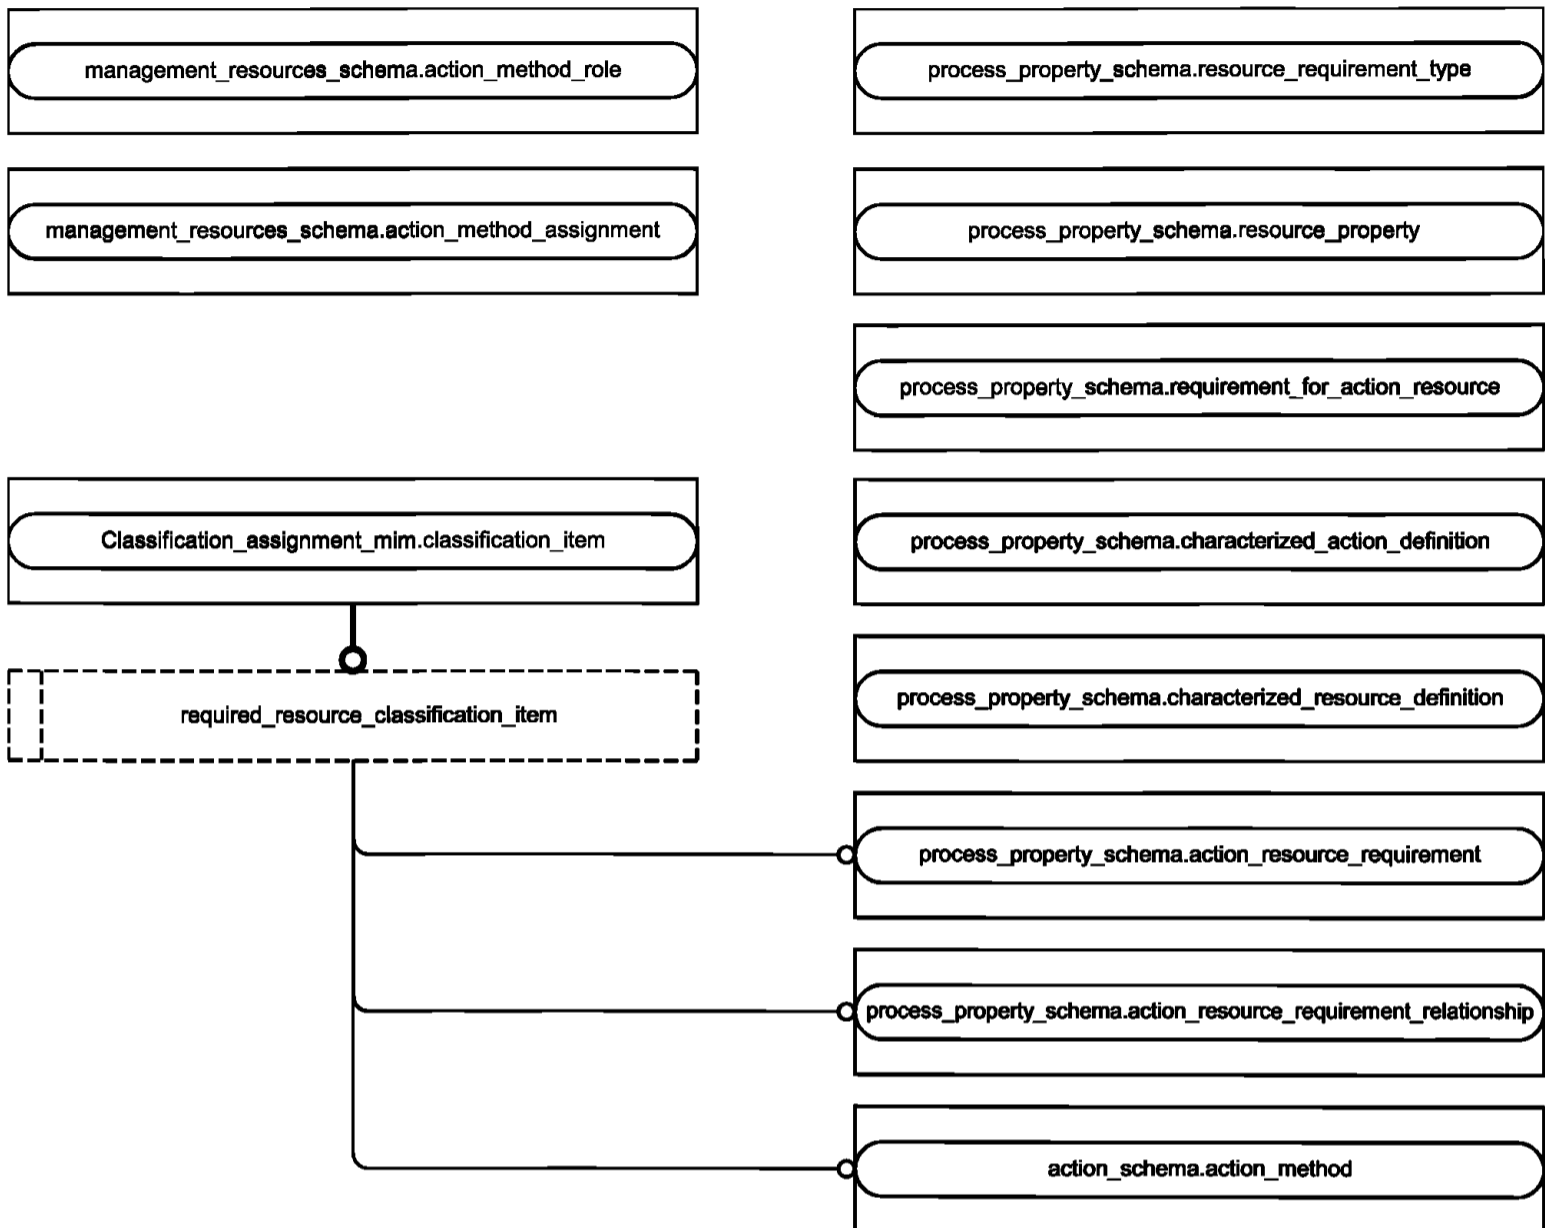 management_resources_schema.action_method_role
process_property_schema.resource_requirement_type
management_resources_schema.action_method_assignment
process_property_schema.resource_property
process_property_schema.requirement_for_action_resource
Classification_assignment_mim.classification_item
process_property_schema.characterized_action_definition
required_resource_classification_item
process_property_schema.characterized_resource_definition
process_property_schema.action_resource_requirement
process_property_schema.action_resource_requirement_relationship
action_schema.action_method